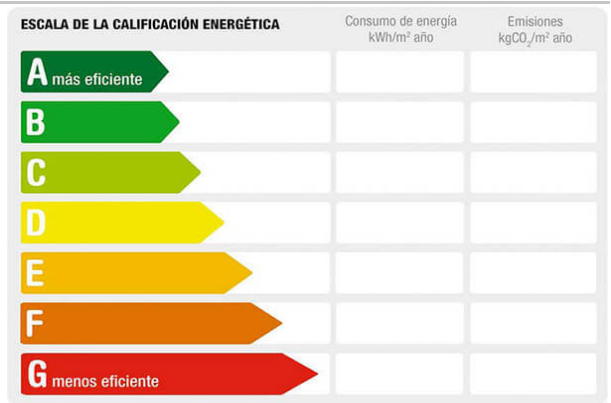 ESCALA DE LA CALIFICACIÓN ENERGÉTICA
Consumo de energía
kWh/m² año
Emisiones
kgCO₂/m² año
A más eficiente
B
C
D
E
F
G menos eficiente